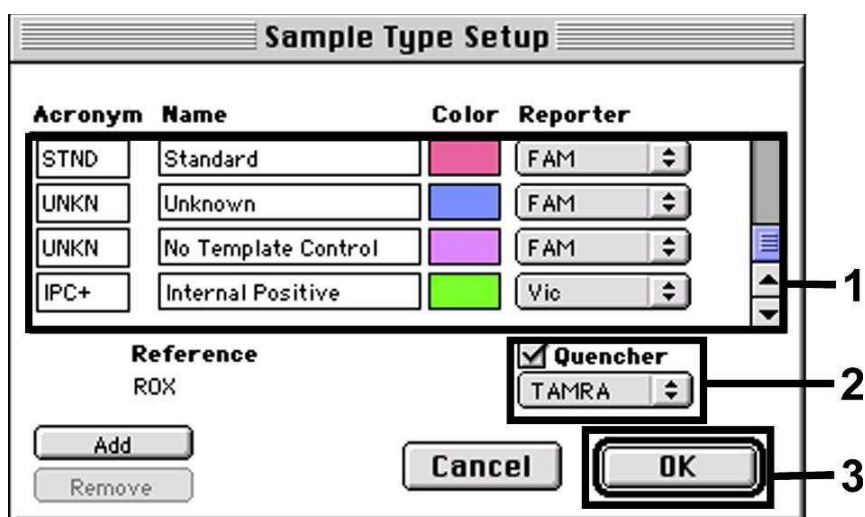 Sample Type Setup
Acronym Name Color Reporter
STND Standard FAM
UNKN Unknown FAM
UNKN No Template Control FAM
IPC+ Internal Positive Vic
1
Reference Quencher
ROX TAMRA
2
Add
Cancel OK
Remove
3